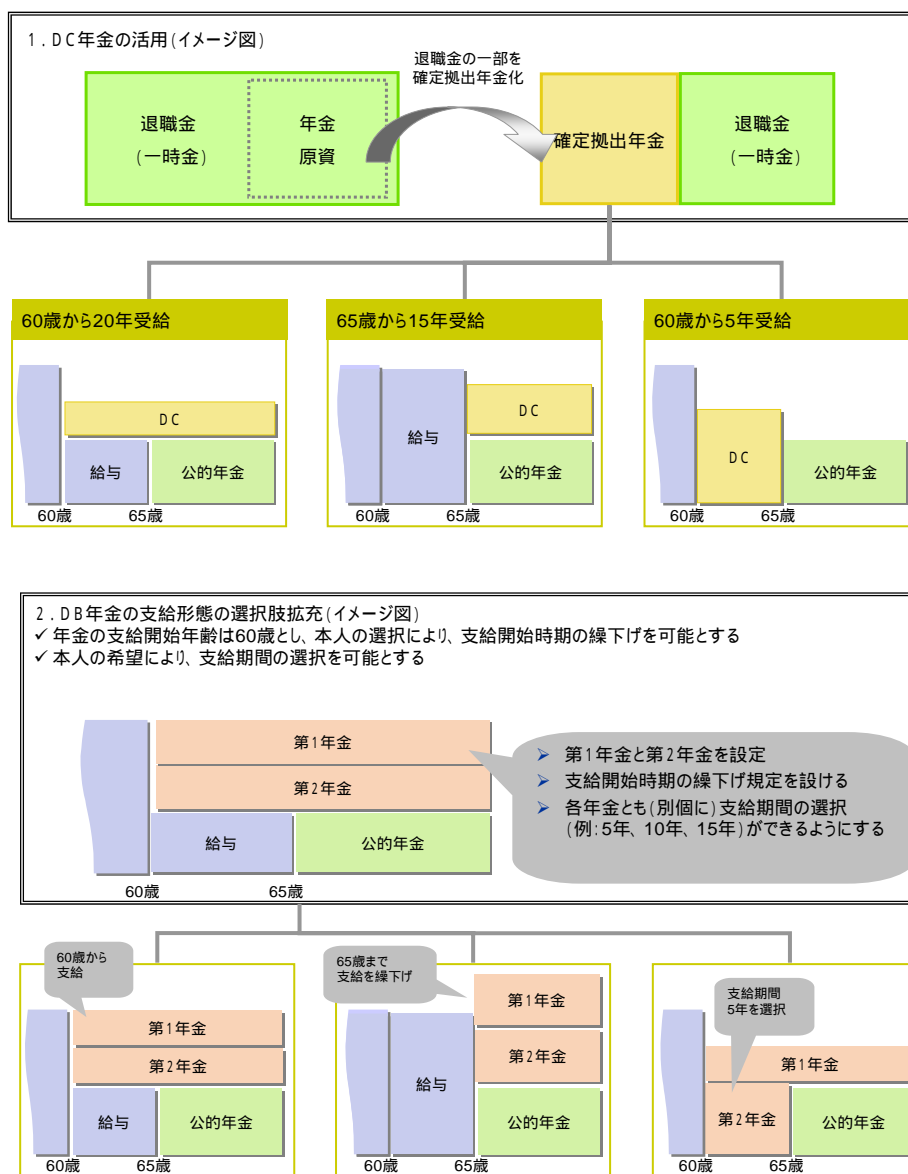 1．DC年金の活用(イメージ図)
退職金の一部を
確定拠出年金化
退職金
(一時金)
年金
原資
確定拠出年金
退職金
(一時金)
60歳から20年受給
DC
給与
公的年金
60歳
65歳
65歳から15年受給
給与
DC
公的年金
60歳
65歳
60歳から5年受給
DC
公的年金
60歳
65歳
2．DB年金の支給形態の選択肢拡充(イメージ図)
✓ 年金の支給開始年齢は60歳とし、本人の選択により、支給開始時期の繰下げを可能とする
✓ 本人の希望により、支給期間の選択を可能とする
第1年金
第2年金
給与
公的年金
60歳
65歳
➢ 第1年金と第2年金を設定
➢ 支給開始時期の繰下げ規定を設ける
➢ 各年金とも(別個に)支給期間の選択
(例:5年、10年、15年)ができるようにする
60歳から
支給
第1年金
第2年金
給与
公的年金
60歳
65歳
65歳まで
支給を繰下げ
第1年金
第2年金
給与
公的年金
60歳
65歳
支給期間
5年を選択
第1年金
第2年金
公的年金
60歳
65歳